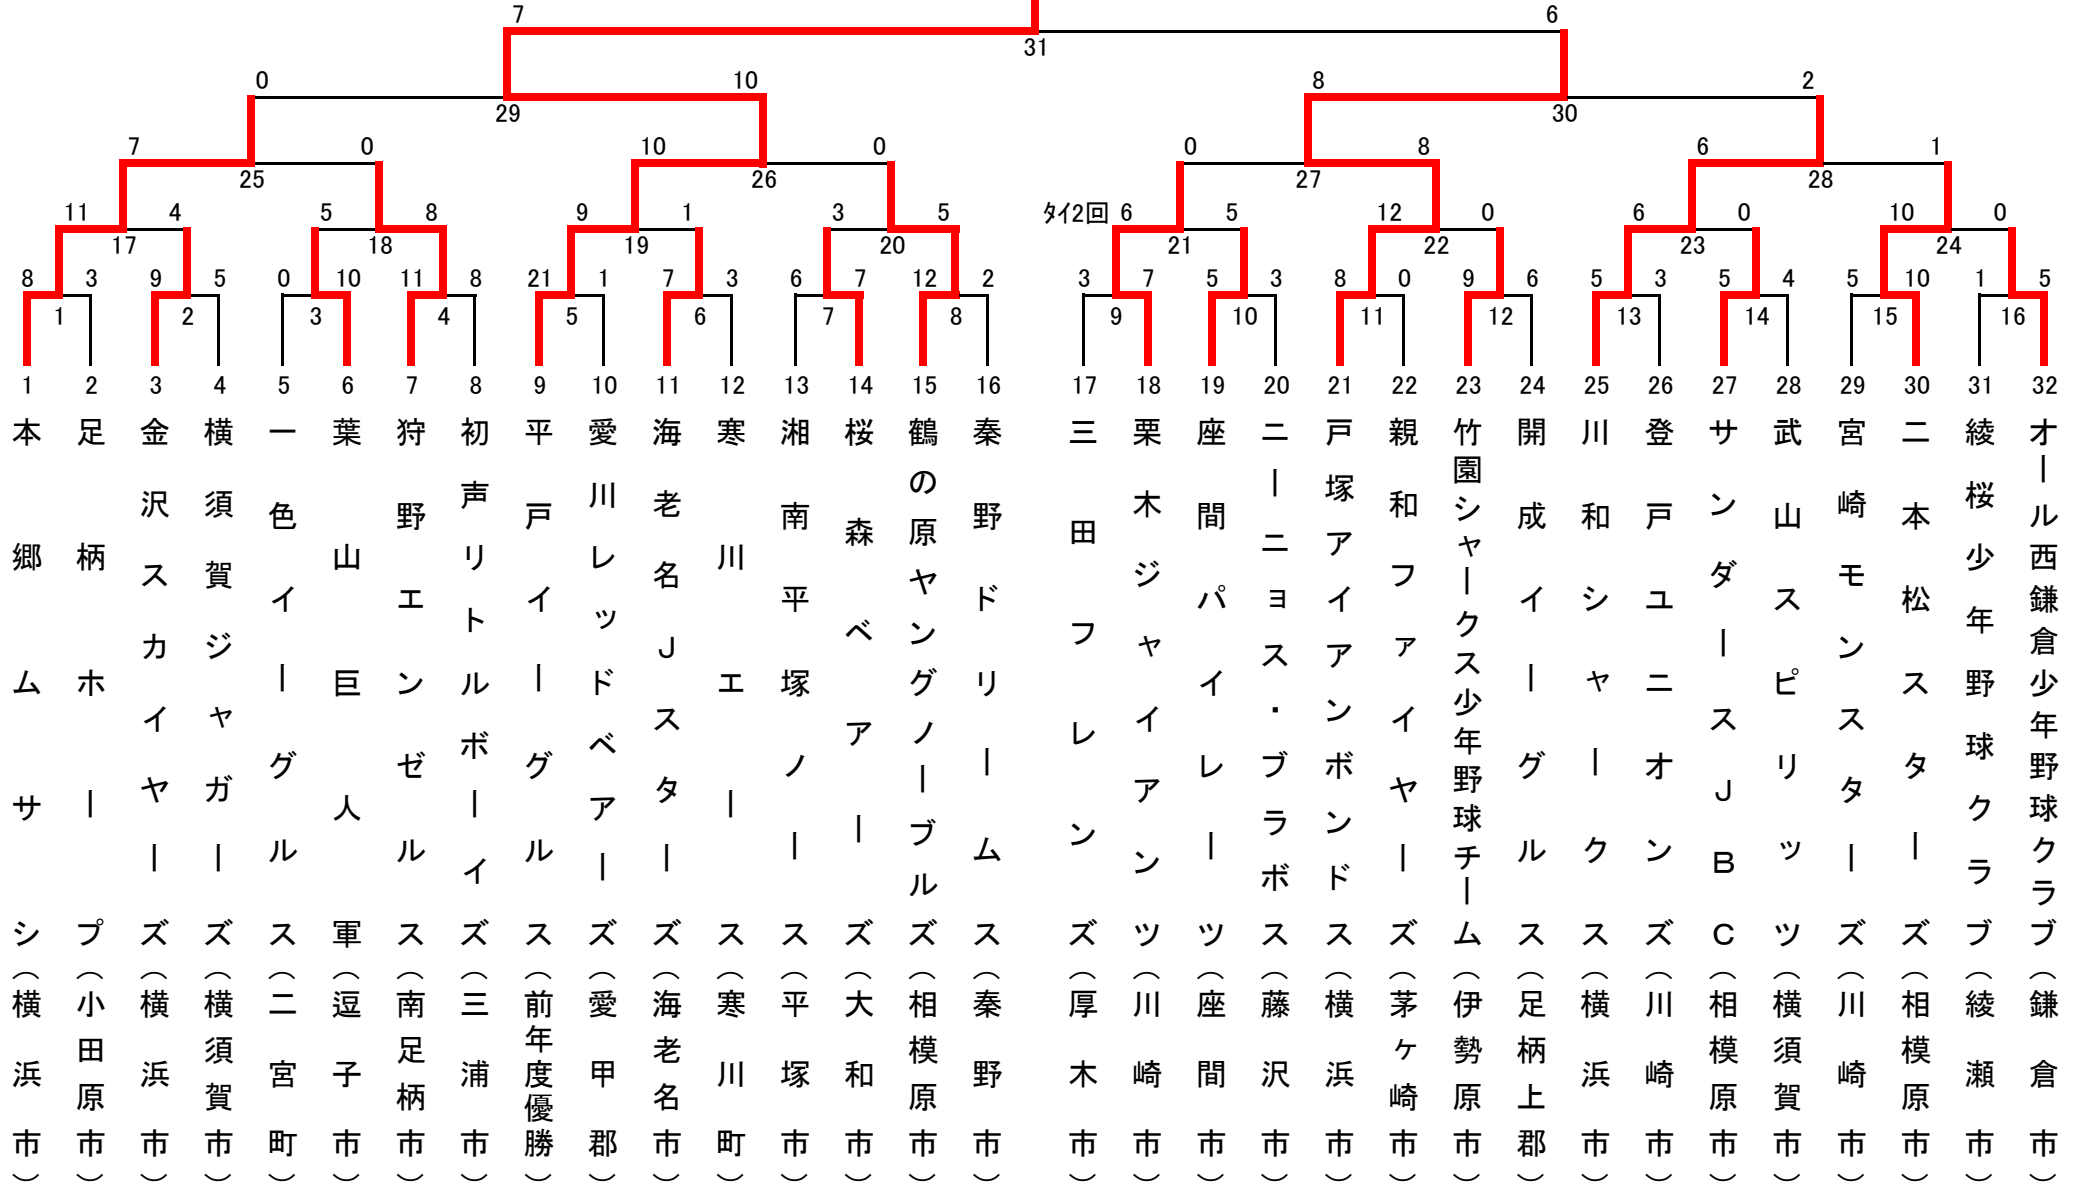 7 6
31
0 10 8 2
29 30
7 0 10 0 0 8 6 1
25 26 27 28
11 4 5 8 9 1 3 5 ﾀｲ2回 6 5 12 0 6 0 10 0
17 18 19 20 21 22 23 24
8 3 9 5 0 10 11 8 21 1 7 3 6 7 12 2 3 7 5 3 8 0 9 6 5 3 5 4 5 10 1 5
1 2 3 4 5 6 7 8 9 10 11 12 13 14 15 16
1 2 3 4 5 6 7 8 9 10 11 12 13 14 15 16 17 18 19 20 21 22 23 24 25 26 27 28 29 30 31 32
本郷ムサシ（横浜市）
足柄ホープ（小田原市）
金沢スカイヤーズ（横浜市）
横須賀ジャガーズ（横須賀市）
一色イーグルス（二宮町）
葉山巨人軍（逗子市）
狩野エンゼルス（南足柄市）
初声リトルボーイズ（三浦市）
平戸イーグルス（前年度優勝）
愛川レッドベアーズ（愛甲郡）
海老名Ｊスターズ（海老名市）
寒川エース（寒川町）
湘南平塚ノース（平塚市）
桜森ベアーズ（大和市）
鶴の原ヤングノーブルズ（相模原市）
秦野ドリームス（秦野市）
三田フレンズ（厚木市）
栗木ジャイアンツ（川崎市）
座間パイレーツ（座間市）
ニーニョス・ブラボス（藤沢市）
戸塚アイアンボンドス（横浜市）
親和ファイヤーズ（茅ヶ崎市）
竹園シャークス少年野球チーム（伊勢原市）
開成イーグルス（足柄上郡）
川和シャークス（横浜市）
登戸ユニオンズ（川崎市）
サンダースＪＢＣ（相模原市）
武山スピリッツ（横須賀市）
宮崎モンスターズ（川崎市）
二本松スターズ（相模原市）
綾桜少年野球クラブ（綾瀬市）
オール西鎌倉少年野球クラブ（鎌倉市）